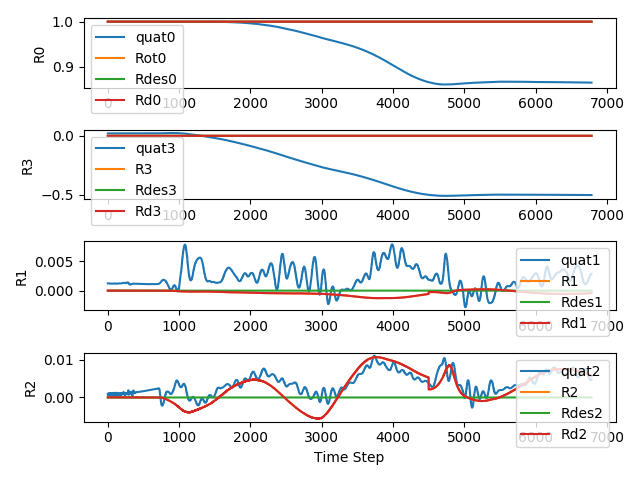 1.0
0.9
R0
quat0
Rot0
Rdes0
Rd0
0 1000 2000 3000 4000 5000 6000 7000
0.0
−0.5
R3
quat3
R3
Rdes3
Rd3
0 1000 2000 3000 4000 5000 6000 7000
0.005
0.000
R1
quat1
R1
Rdes1
Rd1
0 1000 2000 3000 4000 5000 6000 7000
0.01
0.00
R2
quat2
R2
Rdes2
Rd2
0 1000 2000 3000 4000 5000 6000 7000
Time Step